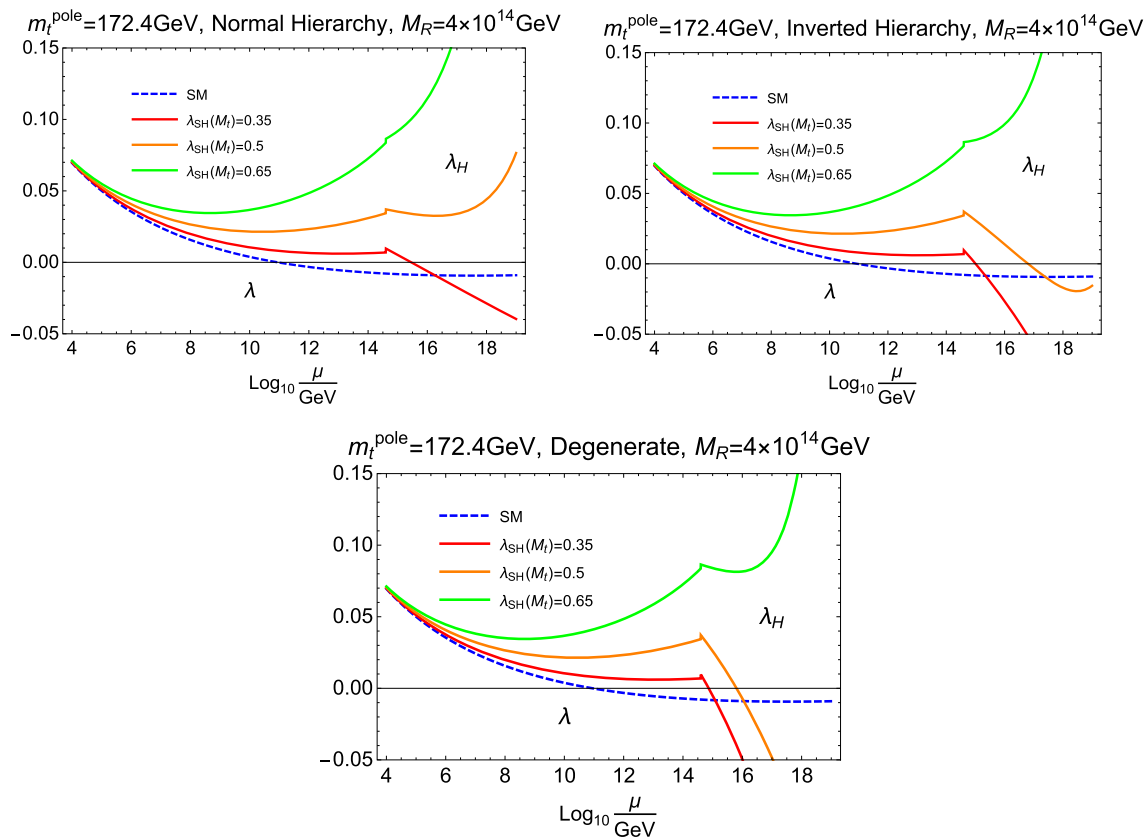 m_t^pole=172.4GeV, Normal Hierarchy, M_R=4×10^14GeV
0.15
0.10
0.05
0.00
−0.05
SM
λ_SH(M_t)=0.35
λ_SH(M_t)=0.5
λ_SH(M_t)=0.65
λ_H
λ
4 6 8 10 12 14 16 18
Log_10 μ/GeV
m_t^pole=172.4GeV, Inverted Hierarchy, M_R=4×10^14GeV
0.15
0.10
0.05
0.00
−0.05
SM
λ_SH(M_t)=0.35
λ_SH(M_t)=0.5
λ_SH(M_t)=0.65
λ_H
λ
4 6 8 10 12 14 16 18
Log_10 μ/GeV
m_t^pole=172.4GeV, Degenerate, M_R=4×10^14GeV
0.15
0.10
0.05
0.00
−0.05
SM
λ_SH(M_t)=0.35
λ_SH(M_t)=0.5
λ_SH(M_t)=0.65
λ_H
λ
4 6 8 10 12 14 16 18
Log_10 μ/GeV